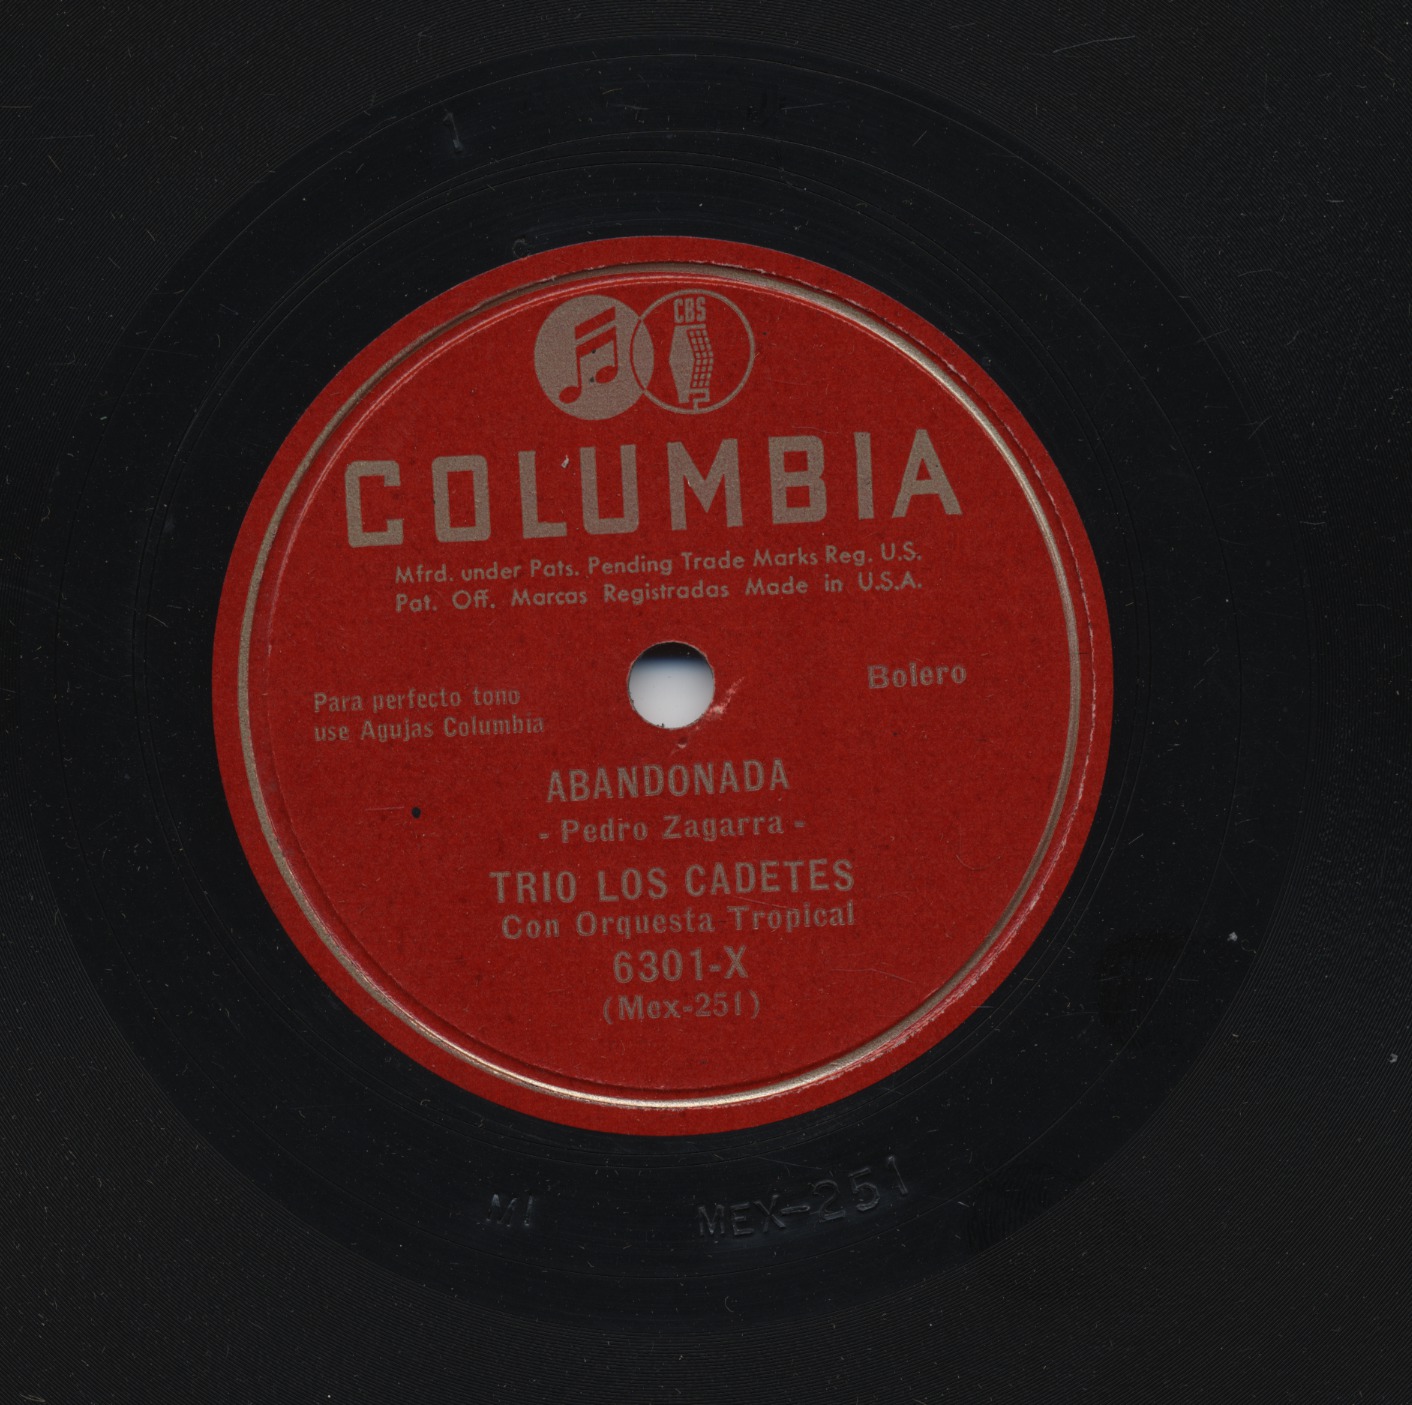 CBS
COLUMBIA
Mfrd. under Pats. Pending Trade Marks Reg. U.S.
Pat. Off. Marcas Registradas Made in U.S.A.
Bolero
Para perfecto tono
use Agujas Columbia
ABANDONADA
- Pedro Zagarra -
TRIO LOS CADETES
Con Orquesta Tropical
6301-X
(Mex-251)
M1 MEX-251